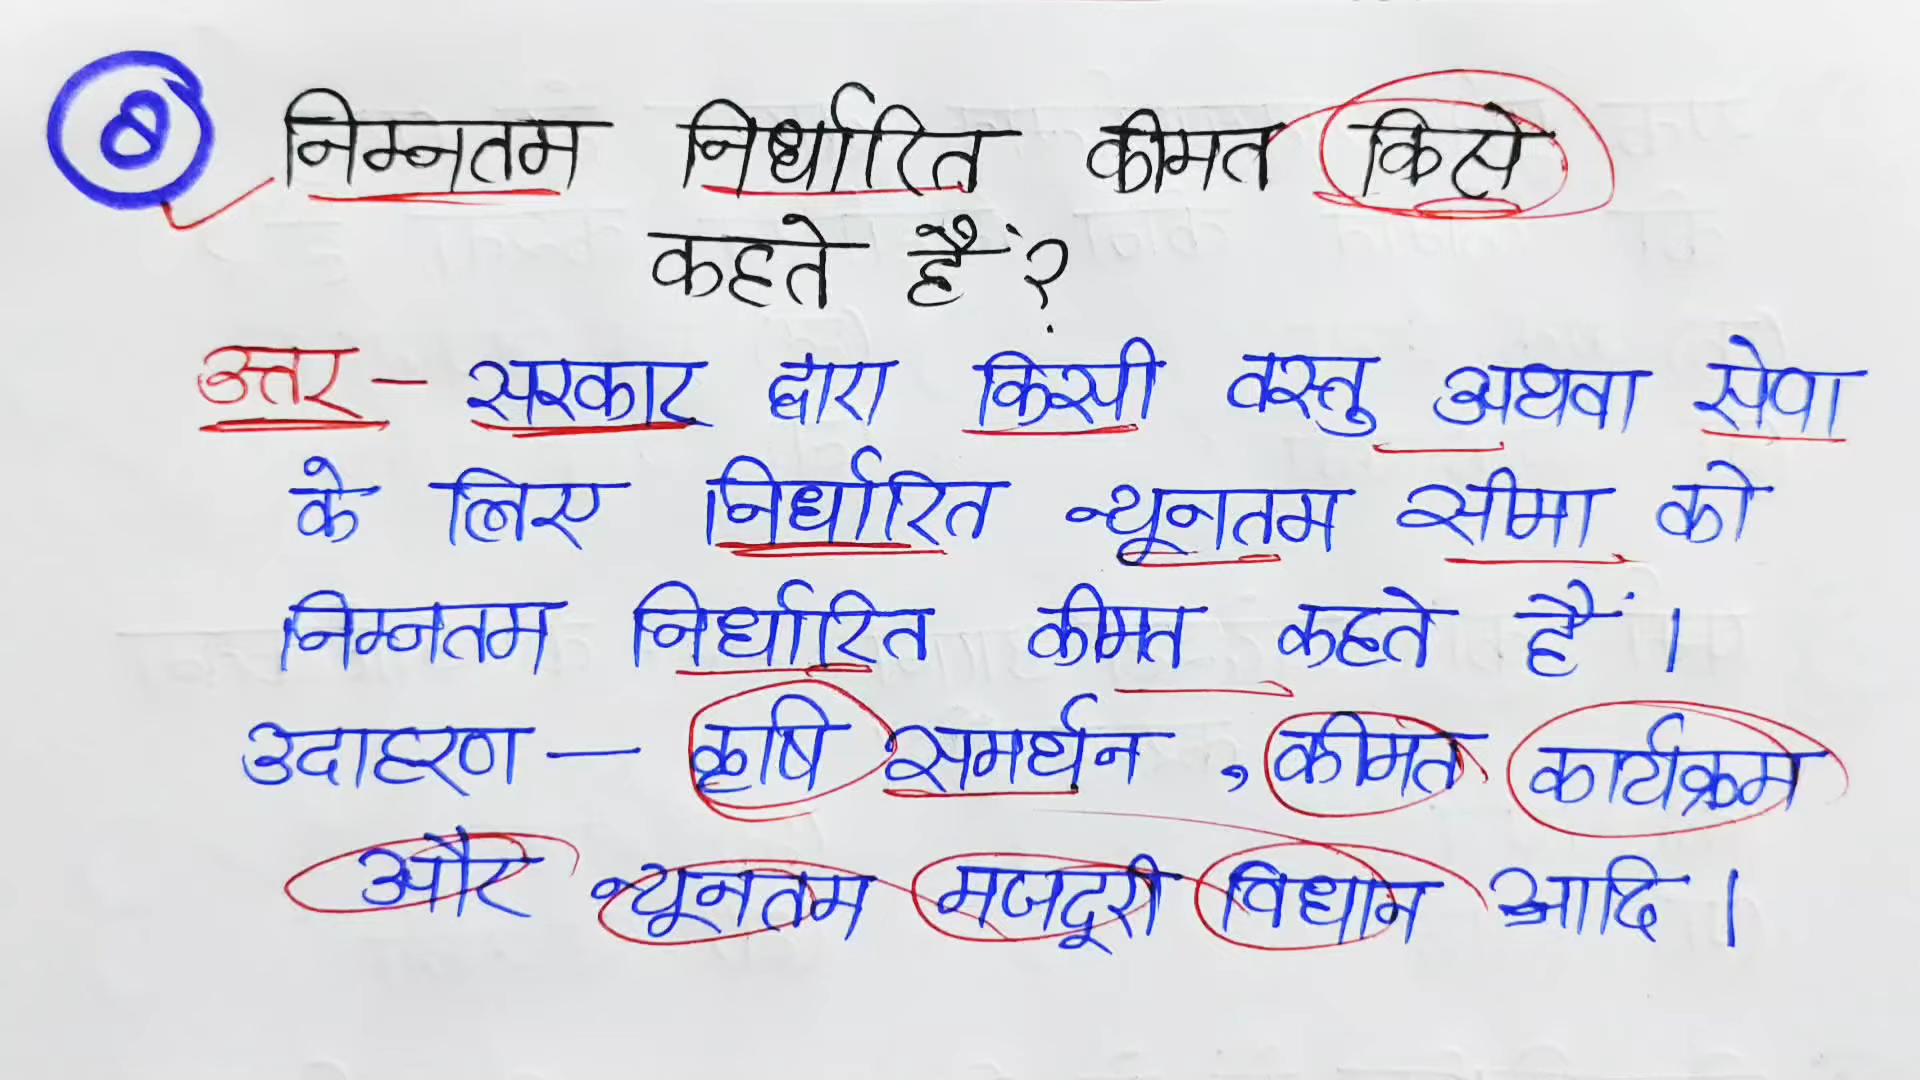 8 निम्नतम निर्धारित कीमत किसे
कहते हैं?
उत्तर - सरकार द्वारा किसी वस्तु अथवा सेवा
के लिए निर्धारित न्यूनतम सीमा को
निम्नतम निर्धारित कीमत कहते हैं।
उदाहरण - कृषि समर्थन, कीमत कार्यक्रम
और न्यूनतम मजदूरी विधान आदि।